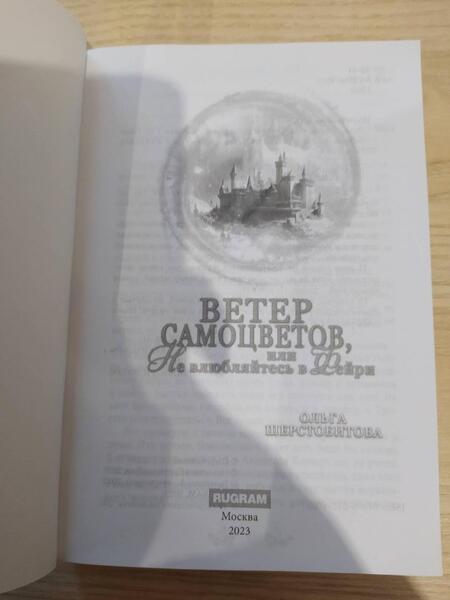 ВЕТЕР
САМОЦВЕТОВ,
или
Не влюбляйтесь в Фейри
ОЛЬГА
ШЕРСТОБИТОВА
RUGRAM
Москва
2023